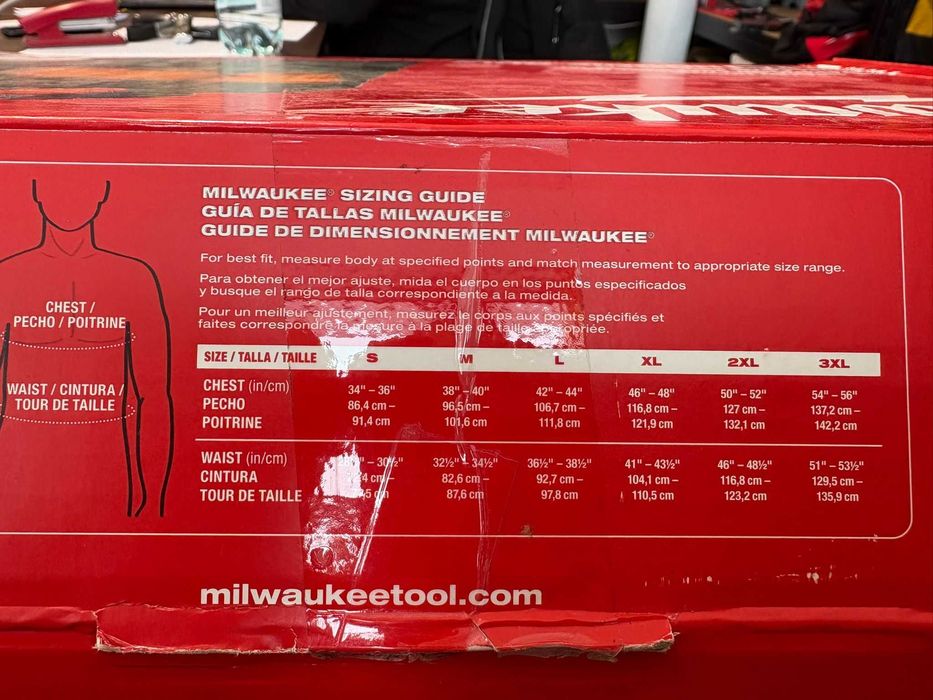 MILWAUKEE® SIZING GUIDE
GUÍA DE TALLAS MILWAUKEE®
GUIDE DE DIMENSIONNEMENT MILWAUKEE®
For best fit, measure body at specified points and match measurement to appropriate size range.
Para obtener el mejor ajuste, mida el cuerpo en los puntos especificados
y busque el rango de talla correspondiente a la medida.
Pour un meilleur ajustement, mesurez le corps aux points spécifiés et
faites correspondre la mesure à la plage de taille appropriée.
CHEST /
PECHO / POITRINE
WAIST / CINTURA /
TOUR DE TAILLE
SIZE / TALLA / TAILLE S M L XL 2XL 3XL
CHEST (in/cm) 34" – 36" 38" – 40" 42" – 44" 46" – 48" 50" – 52" 54" – 56"
PECHO 86,4 cm – 96,5 cm – 106,7 cm – 116,8 cm – 127 cm – 137,2 cm –
POITRINE 91,4 cm 101,6 cm 111,8 cm 121,9 cm 132,1 cm 142,2 cm
WAIST (in/cm) – 30½" 32½" – 34½" 36½" – 38½" 41" – 43½" 46" – 48½" 51" – 53½"
CINTURA cm – 82,6 cm – 92,7 cm – 104,1 cm – 116,8 cm – 129,5 cm –
TOUR DE TAILLE cm 87,6 cm 97,8 cm 110,5 cm 123,2 cm 135,9 cm
milwaukeetool.com